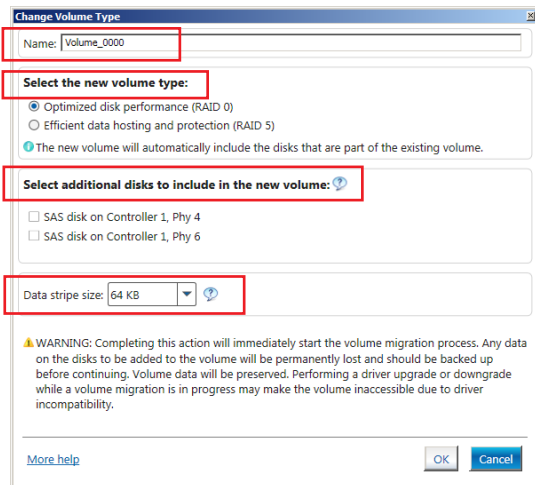 Change Volume Type
Name: Volume_0000
Select the new volume type:
Optimized disk performance (RAID 0)
Efficient data hosting and protection (RAID 5)
The new volume will automatically include the disks that are part of the existing volume.
Select additional disks to include in the new volume:
SAS disk on Controller 1, Phy 4
SAS disk on Controller 1, Phy 6
Data stripe size: 64 KB
WARNING: Completing this action will immediately start the volume migration process. Any data
on the disks to be added to the volume will be permanently lost and should be backed up
before continuing. Volume data will be preserved. Performing a driver upgrade or downgrade
while a volume migration is in progress may make the volume inaccessible due to driver
incompatibility.
More help
OK
Cancel